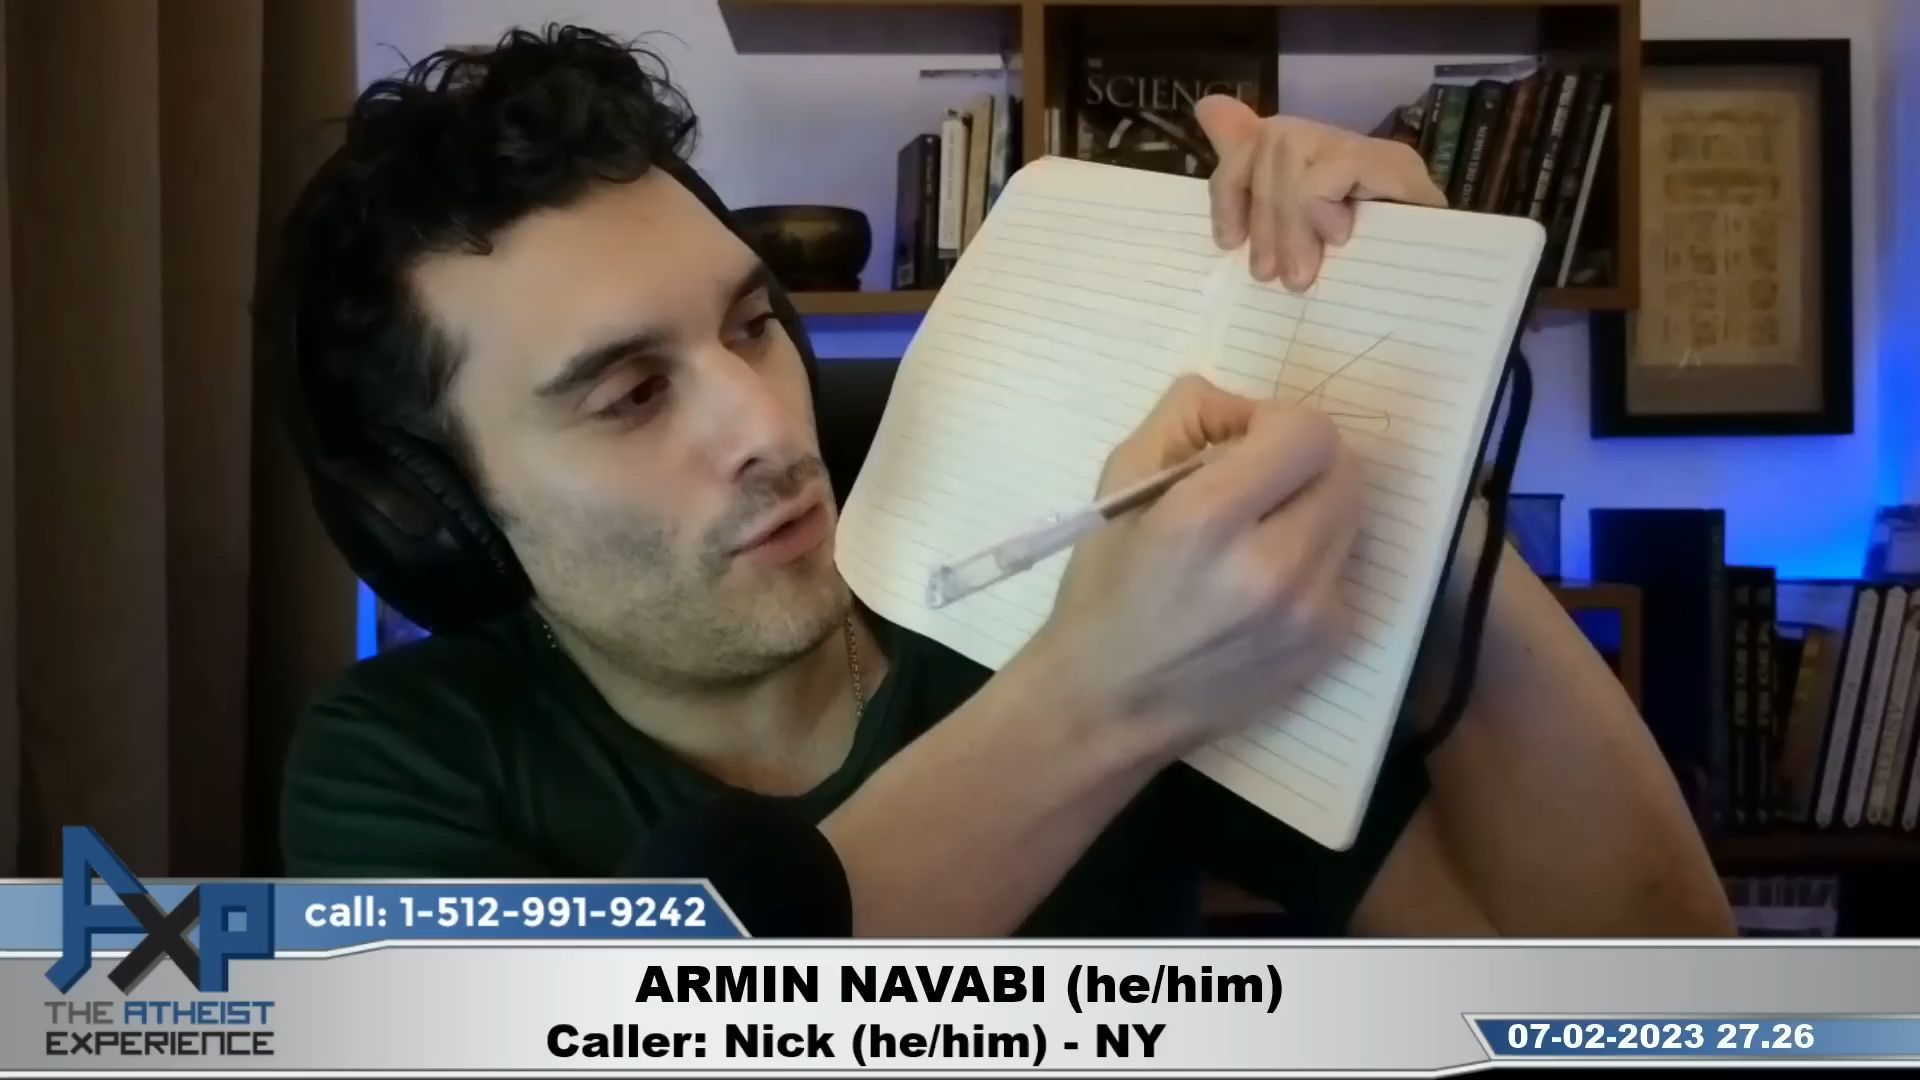 SCIENCE
call: 1-512-991-9242
AXP
THE ATHEIST
EXPERIENCE
ARMIN NAVABI (he/him)
Caller: Nick (he/him) - NY
07-02-2023 27.26